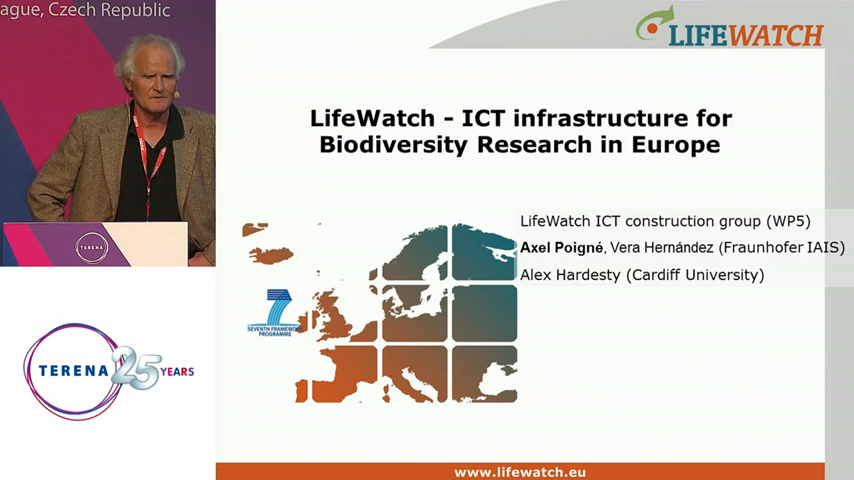 ague, Czech Republic
TERENA
TERENA 25 YEARS
LIFEWATCH
LifeWatch - ICT infrastructure for
Biodiversity Research in Europe
LifeWatch ICT construction group (WP5)
Axel Poigné, Vera Hernández (Fraunhofer IAIS)
Alex Hardesty (Cardiff University)
7
SEVENTH FRAMEWORK
PROGRAMME
www.lifewatch.eu